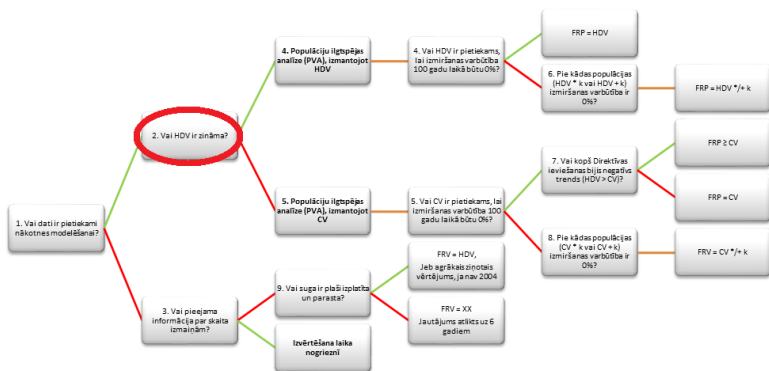 1. Vai dati ir pietiekami
nākotnes modelēšanai?
2. Vai HDV ir zināma?
3. Vai pieejama
informācija par skaita
izmaiņām?
4. Populāciju ilgtspējas
analīze (PVA), izmantojot
HDV
5. Populāciju ilgtspējas
analīze (PVA), izmantojot
CV
9. Vai suga ir plaši izplatīta
un parasta?
Izvērtēšana laika
nogrieznī
4. Vai HDV ir pietiekams,
lai izmiršanas varbūtība
100 gadu laikā būtu 0%?
5. Vai CV ir pietiekams, lai
izmiršanas varbūtība 100
gadu laikā būtu 0%?
FRV = HDV,
Jeb agrākais ziņotais
vērtējums, ja nav 2004
FRV = XX
Jautājums atlikts uz 6
gadiem
FRP = HDV
6. Pie kādas populācijas
(HDV * k vai HDV + k)
izmiršanas varbūtība ir
0%?
7. Vai kopš Direktīvas
ieviešanas bijis negatīvs
trends (HDV > CV)?
8. Pie kādas populācijas
(CV * k vai CV + k)
izmiršanas varbūtība ir
0%?
FRP = HDV */+ k
FRP ≥ CV
FRP = CV
FRV = CV */+ k